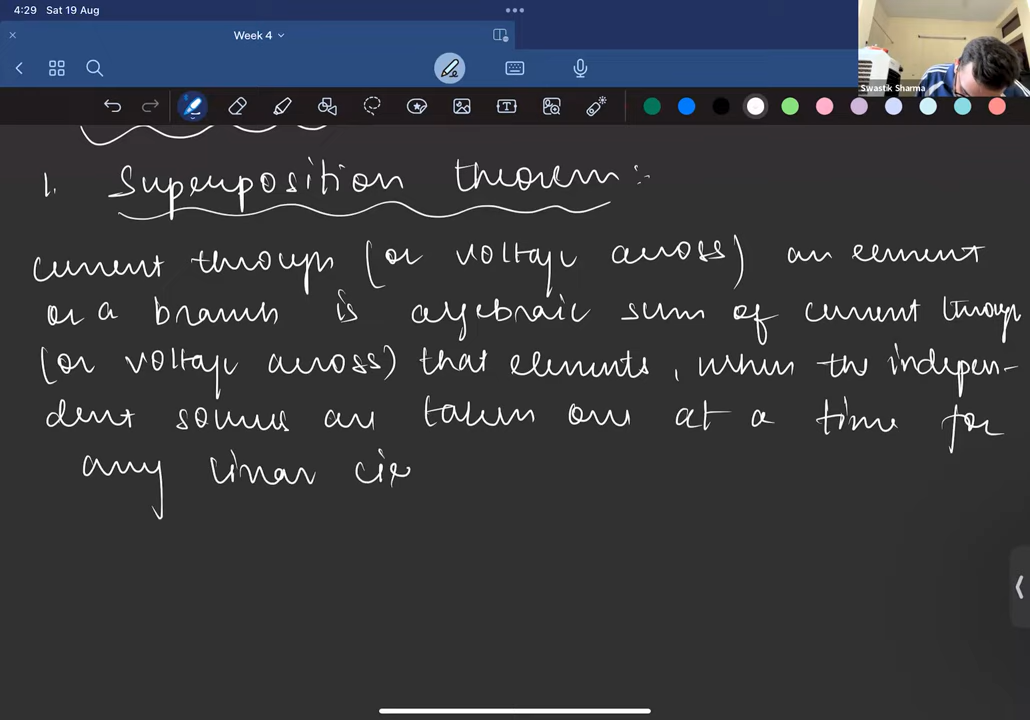 4:29 Sat 19 Aug
Week 4
Swastik Sharma
1. Superposition theorem :
current through (or voltage across) an element
or a branch is algebraic sum of current through
(or voltage across) that elements, when the indepen-
dent sources are taken one at a time for
any linear cir